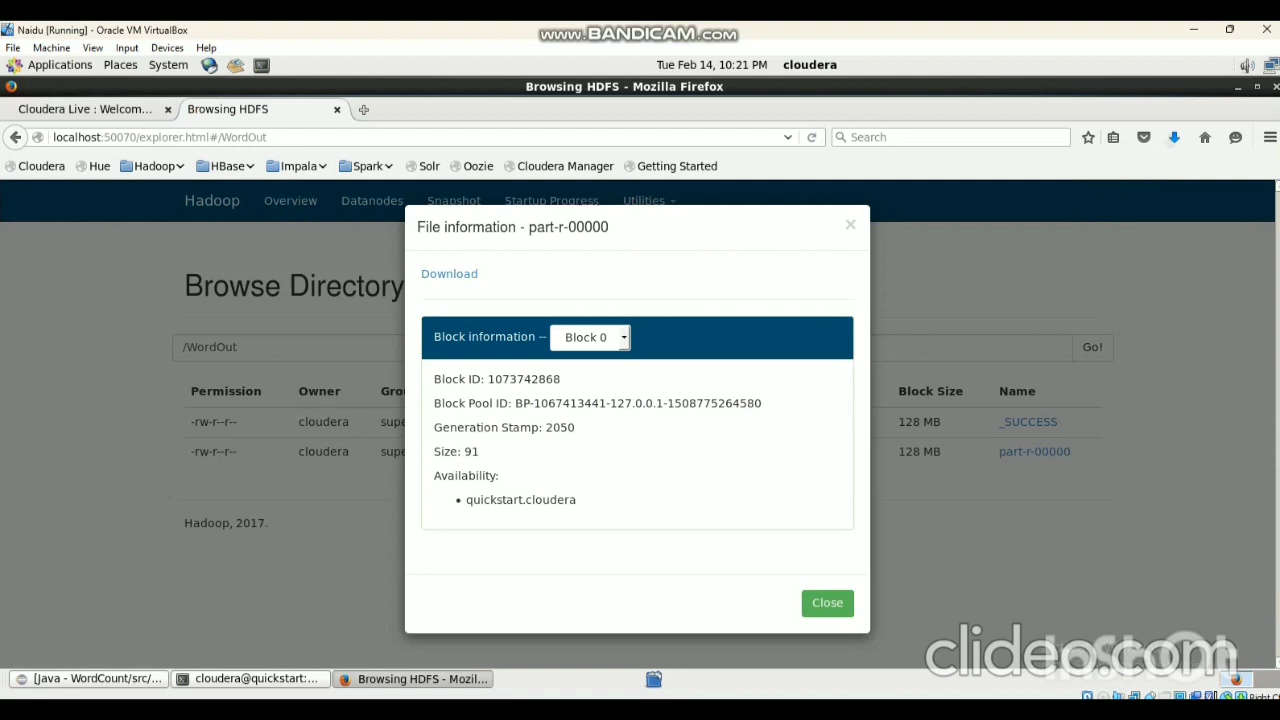 Naidu [Running] - Oracle VM VirtualBox
www.BANDICAM.com
File Machine View Input Devices Help
Applications Places System Tue Feb 14, 10:21 PM cloudera
Browsing HDFS - Mozilla Firefox
Cloudera Live : Welcom... × Browsing HDFS ×
localhost:50070/explorer.html#/WordOut Search
Cloudera Hue Hadoop HBase Impala Spark Solr Oozie Cloudera Manager Getting Started
Hadoop Overview Datanodes Snapshot Startup Progress Utilities
File information - part-r-00000 ×
Download
Browse Directory
Block information -- Block 0
/WordOut Go!
Block ID: 1073742868
Permission Owner Grou Block Size Name
Block Pool ID: BP-1067413441-127.0.0.1-1508775264580
-rw-r--r-- cloudera supe 128 MB _SUCCESS
Generation Stamp: 2050
-rw-r--r-- cloudera supe 128 MB part-r-00000
Size: 91
Availability:
• quickstart.cloudera
Hadoop, 2017.
Close
clideo.com
[Java - WordCount/src/... cloudera@quickstart:... Browsing HDFS - Mozil...
Right C